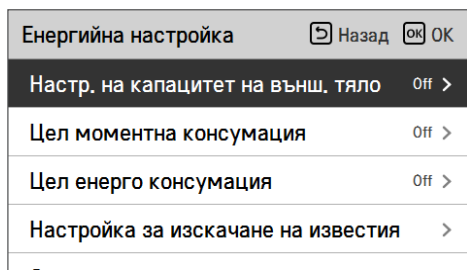 Енергийна настройка Назад OK OK
Настр. на капацитет на външ. тяло Off >
Цел моментна консумация Off >
Цел енерго консумация Off >
Настройка за изскачане на известия >